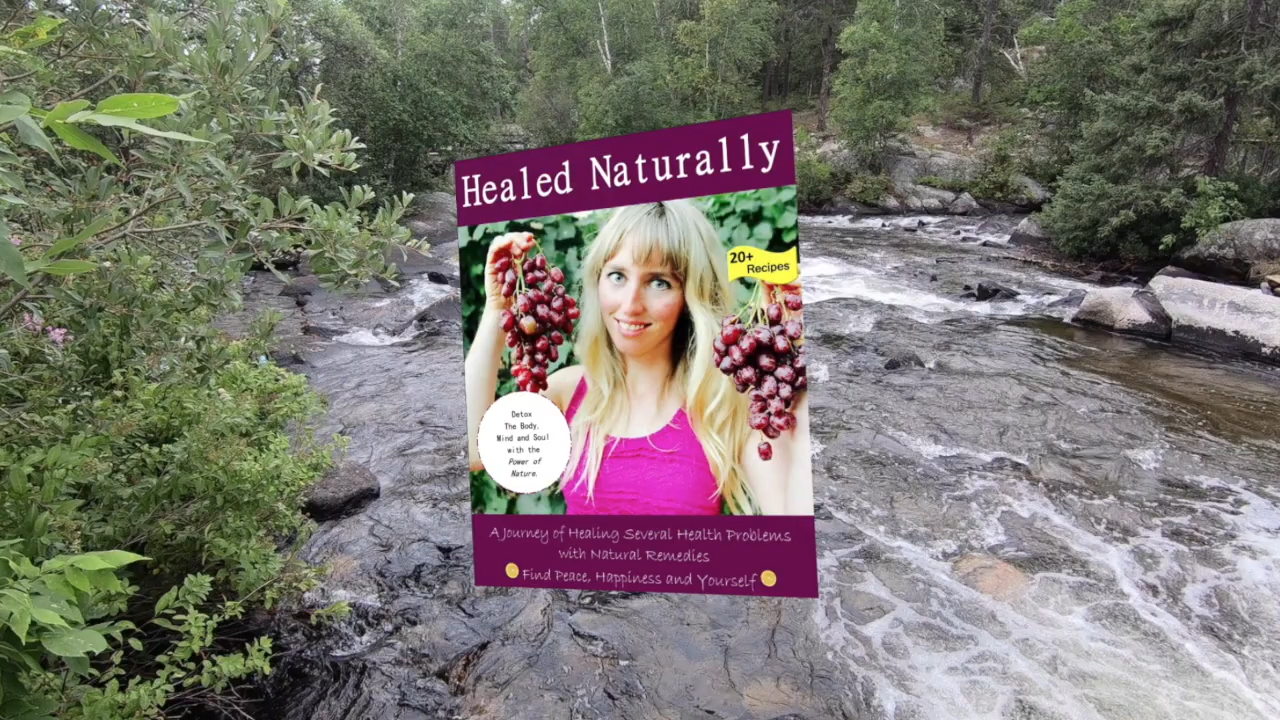 Healed Naturally
20+
Recipes
Detox
The Body,
Mind and Soul
with the
Power of
Nature.
A Journey of Healing Several Health Problems
with Natural Remedies
Find Peace, Happiness and Yourself